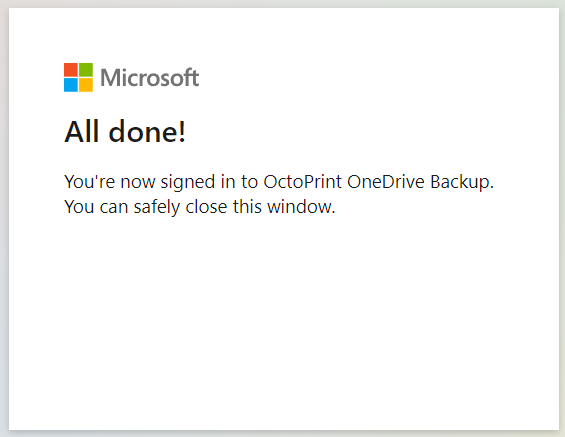 Microsoft
All done!
You're now signed in to OctoPrint OneDrive Backup.
You can safely close this window.